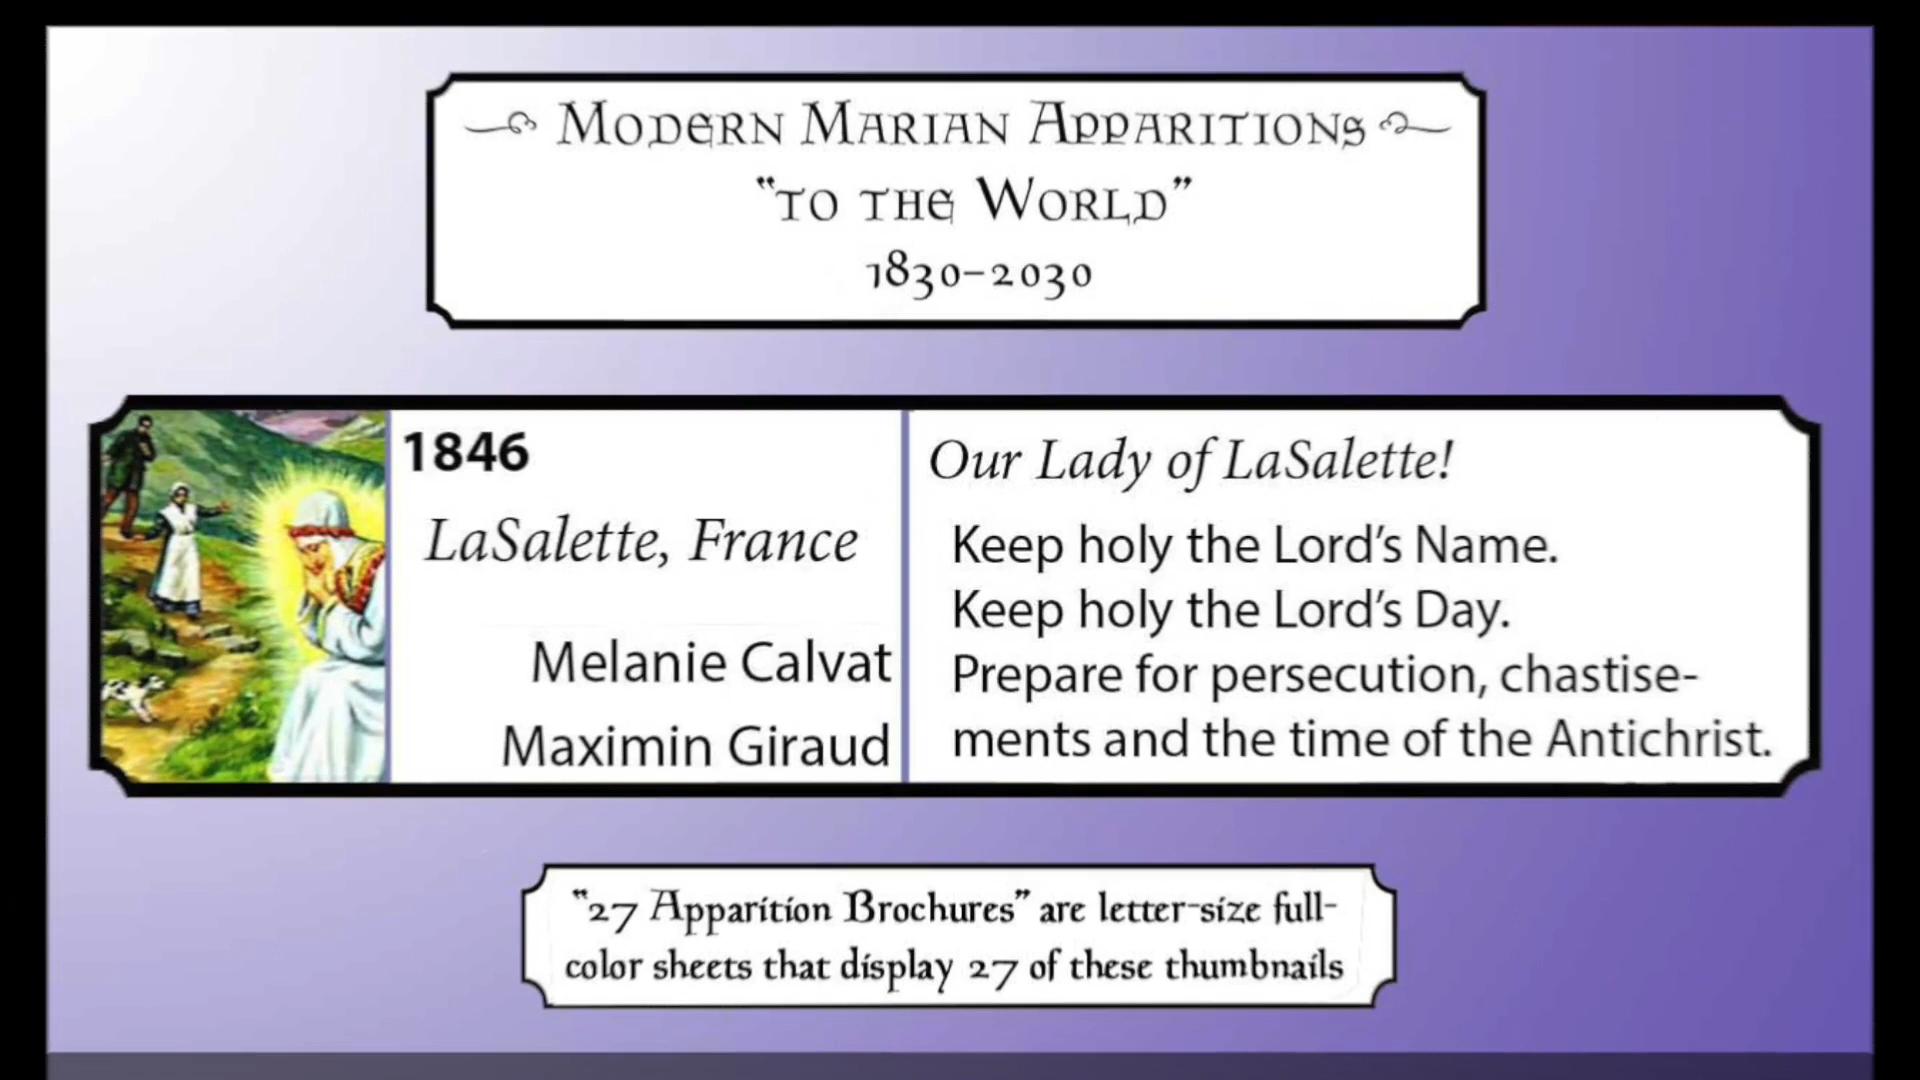 Modern Marian Apparitions
"to the World"
1830–2030
1846
LaSalette, France
Melanie Calvat
Maximin Giraud
Our Lady of LaSalette!
Keep holy the Lord's Name.
Keep holy the Lord's Day.
Prepare for persecution, chastise-
ments and the time of the Antichrist.
"27 Apparition Brochures" are letter-size full-
color sheets that display 27 of these thumbnails